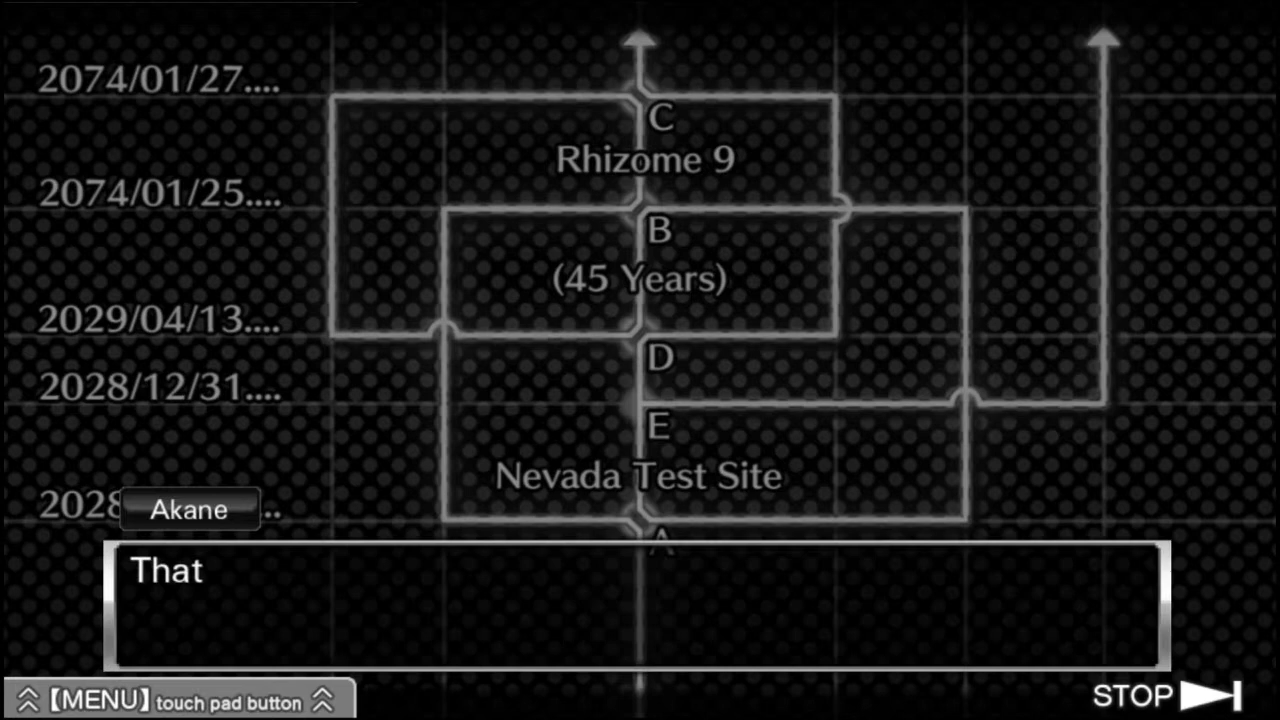 2074/01/27....
C
Rhizome 9
2074/01/25....
B
(45 Years)
2029/04/13....
D
2028/12/31....
E
Nevada Test Site
2028 ..
A
Akane
That
【MENU】touch pad button
STOP